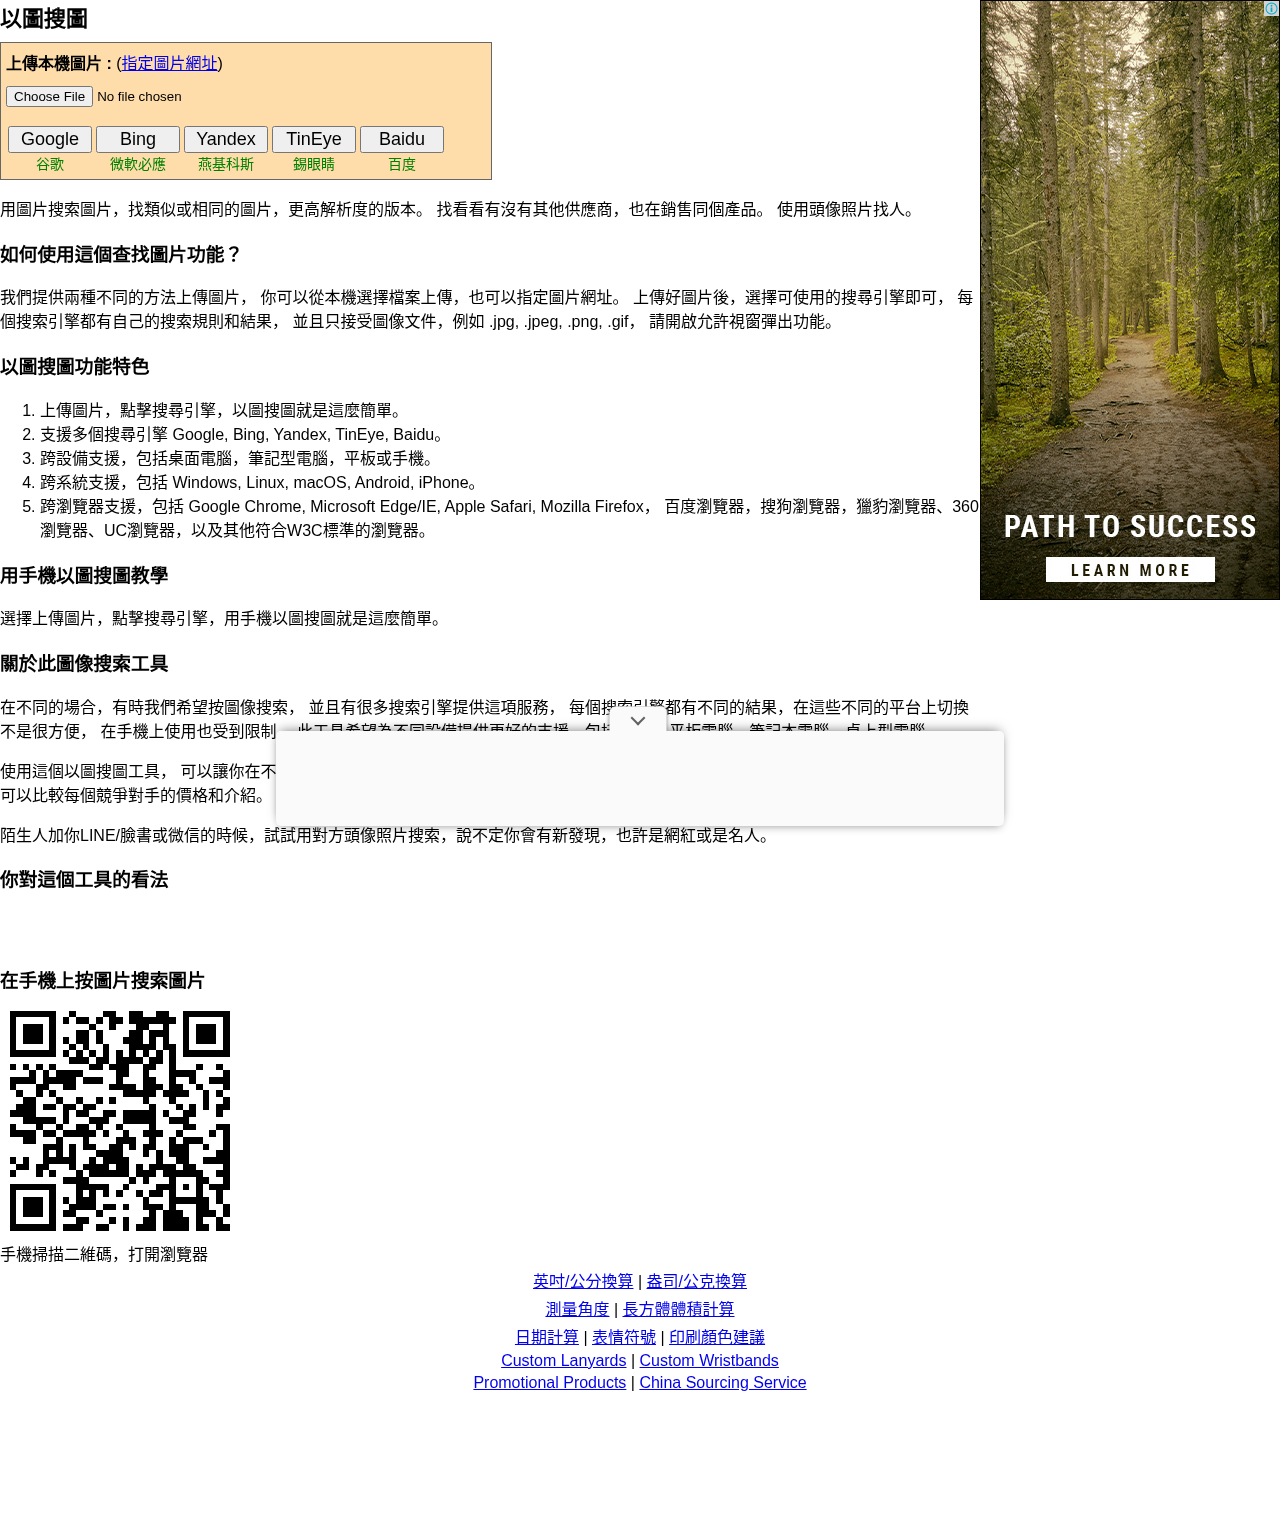 以圖搜圖
上傳本機圖片 : (指定圖片網址)
Choose File No file chosen
Google Bing Yandex TinEye Baidu
谷歌 微軟必應 燕基科斯 錫眼睛 百度
用圖片搜索圖片，找類似或相同的圖片，更高解析度的版本。 找看看有沒有其他供應商，也在銷售同個產品。 使用頭像照片找人。
如何使用這個查找圖片功能？
我們提供兩種不同的方法上傳圖片， 你可以從本機選擇檔案上傳，也可以指定圖片網址。 上傳好圖片後，選擇可使用的搜尋引擎即可， 每
個搜索引擎都有自己的搜索規則和結果， 並且只接受圖像文件，例如 .jpg, .jpeg, .png, .gif， 請開啟允許視窗彈出功能。
以圖搜圖功能特色
1. 上傳圖片，點擊搜尋引擎，以圖搜圖就是這麼簡單。
2. 支援多個搜尋引擎 Google, Bing, Yandex, TinEye, Baidu。
3. 跨設備支援，包括桌面電腦，筆記型電腦，平板或手機。
4. 跨系統支援，包括 Windows, Linux, macOS, Android, iPhone。
5. 跨瀏覽器支援，包括 Google Chrome, Microsoft Edge/IE, Apple Safari, Mozilla Firefox， 百度瀏覽器，搜狗瀏覽器，獵豹瀏覽器、360
瀏覽器、UC瀏覽器，以及其他符合W3C標準的瀏覽器。
PATH TO SUCCESS
LEARN MORE
用手機以圖搜圖教學
選擇上傳圖片，點擊搜尋引擎，用手機以圖搜圖就是這麼簡單。
關於此圖像搜索工具
在不同的場合，有時我們希望按圖像搜索， 並且有很多搜索引擎提供這項服務， 每個搜索引擎都有不同的結果，在這些不同的平台上切換
不是很方便， 在手機上使用也受到限制， 此工具希望為不同設備提供更好的支援，包括 平板電腦，筆記本電腦，桌上型電腦
使用這個以圖搜圖工具， 可以讓你在不
可以比較每個競爭對手的價格和介紹。
陌生人加你LINE/臉書或微信的時候，試試用對方頭像照片搜索，說不定你會有新發現，也許是網紅或是名人。
你對這個工具的看法
在手機上按圖片搜索圖片
手機掃描二維碼，打開瀏覽器
英吋/公分換算 | 盎司/公克換算
測量角度 | 長方體體積計算
日期計算 | 表情符號 | 印刷顏色建議
Custom Lanyards | Custom Wristbands
Promotional Products | China Sourcing Service